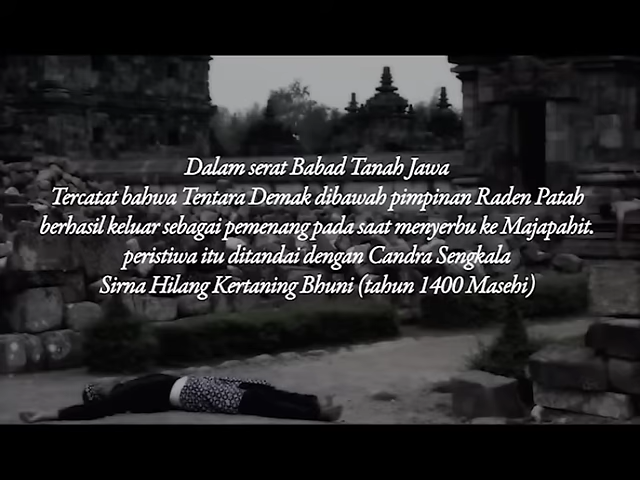 Dalam serat Babad Tanah Jawa
Tercatat bahwa Tentara Demak dibawah pimpinan Raden Patah
berhasil keluar sebagai pemenang pada saat menyerbu ke Majapahit.
peristiwa itu ditandai dengan Candra Sengkala
Sirna Hilang Kertaning Bhuni (tahun 1400 Masehi)